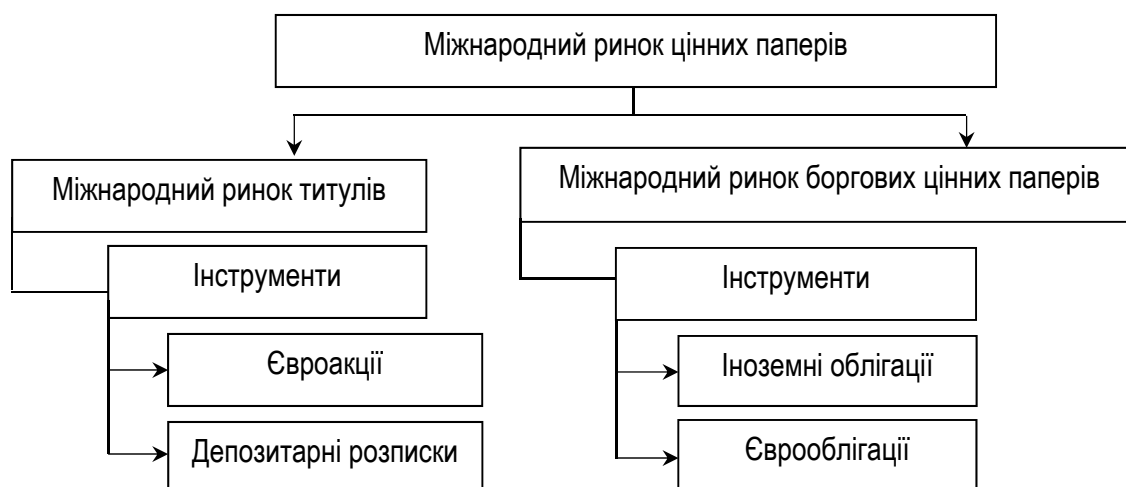 Міжнародний ринок цінних паперів
Міжнародний ринок титулів
Інструменти
Євроакції
Депозитарні розписки
Міжнародний ринок боргових цінних паперів
Інструменти
Іноземні облігації
Єврооблігації